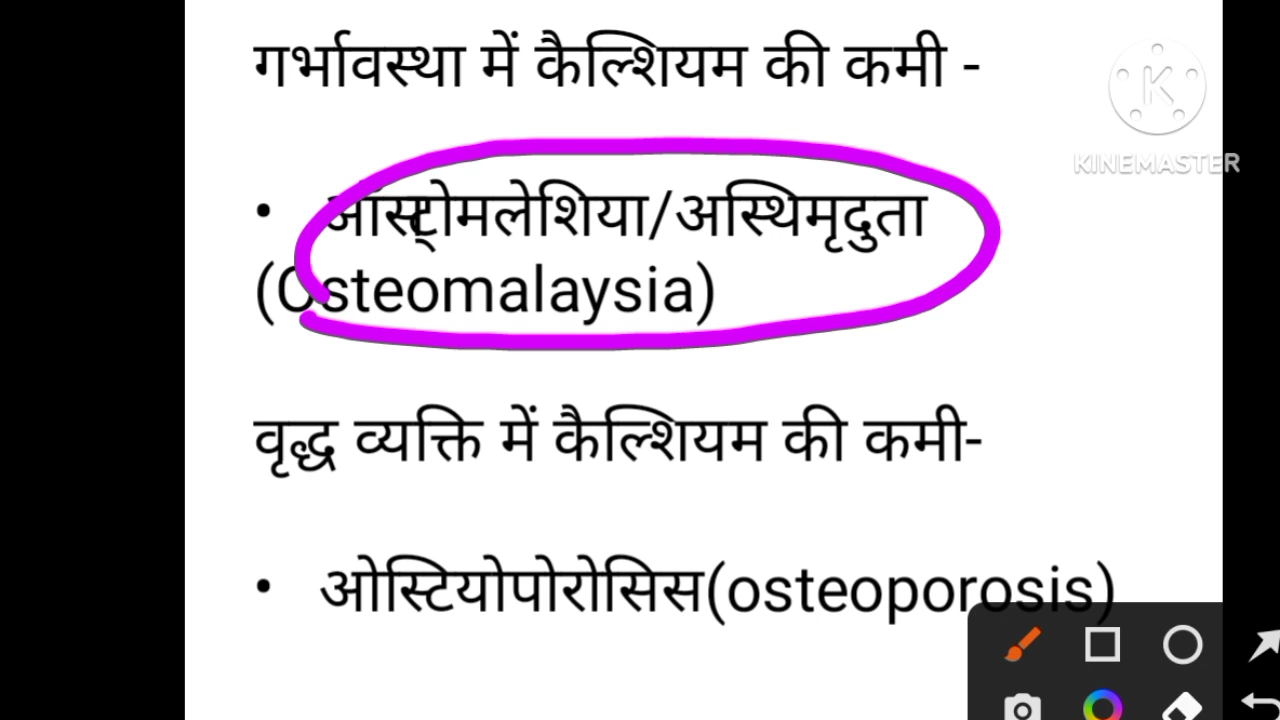 गर्भावस्था में कैल्शियम की कमी -
K
KINEMASTER
• ऑस्ट्ोमलेशिया/अस्थिमृदुता
(Osteomalaysia)
वृद्ध व्यक्ति में कैल्शियम की कमी-
• ओस्टियोपोरोसिस(osteoporosis)